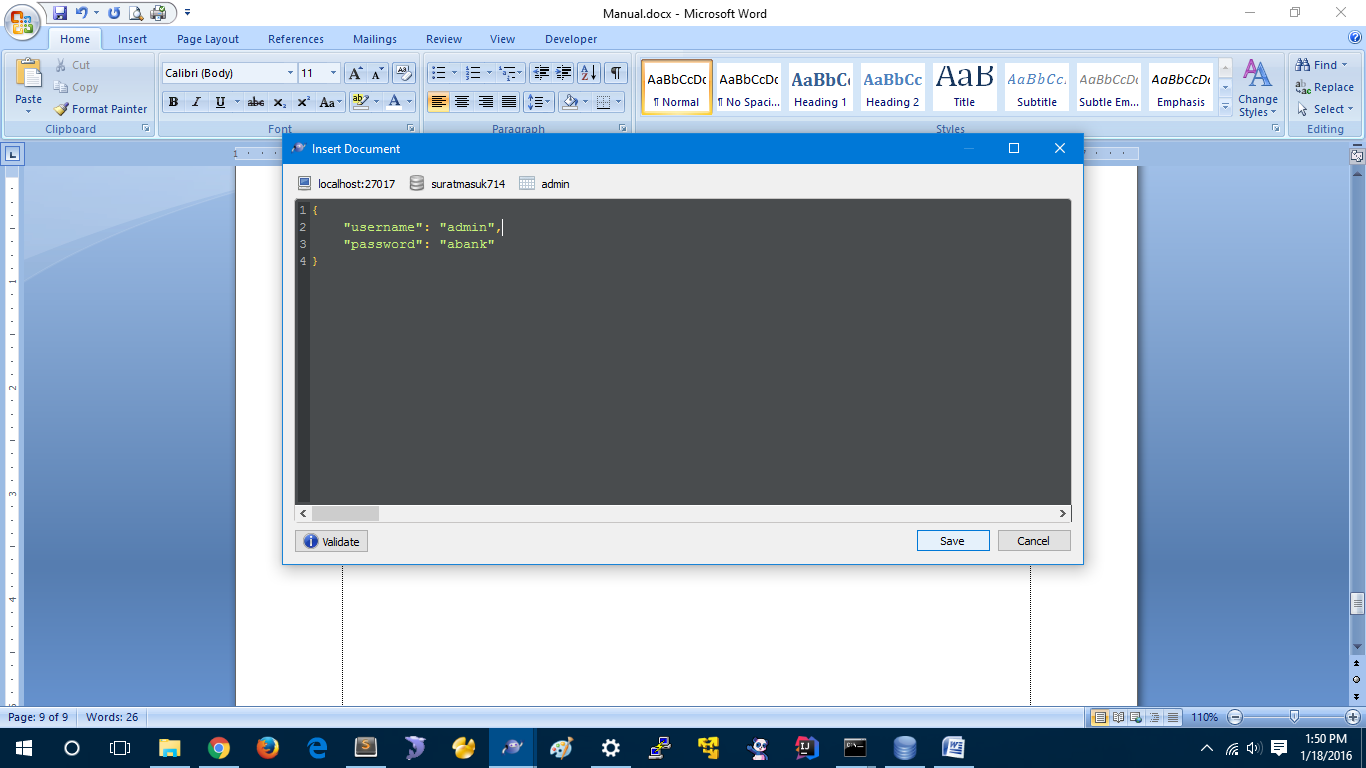 Manual.docx - Microsoft Word
Home Insert Page Layout References Mailings Review View Developer
Paste
Cut
Copy
Format Painter
Clipboard
Calibri (Body) 11
Font
Paragraph
AaBbCcDc AaBbCcDc AaBbC AaBbCc AaB AaBbCc. AaBbCcDc AaBbCcDc
¶ Normal ¶ No Spaci... Heading 1 Heading 2 Title Subtitle Subtle Em... Emphasis
Change Styles
Styles
Find
Replace
Select
Editing
Insert Document
localhost:27017 suratmasuk714 admin
1 {
2 "username": "admin",
3 "password": "abank"
4 }
Validate Save Cancel
Page: 9 of 9 Words: 26 110%
1:50 PM
1/18/2016